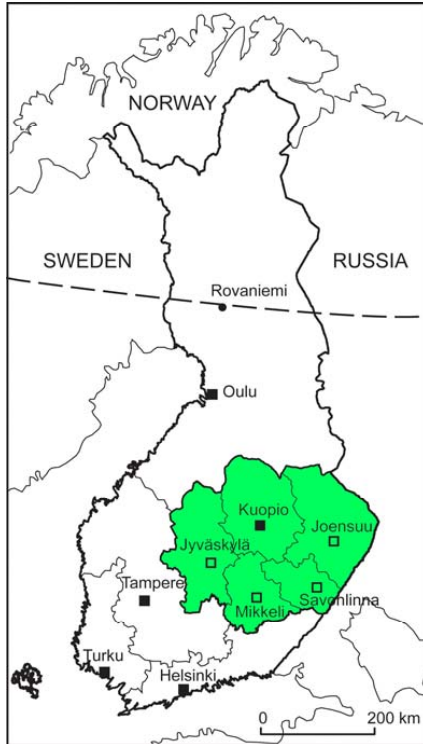 NORWAY
SWEDEN
RUSSIA
Rovaniemi
Oulu
Kuopio
Joensuu
Jyväskylä
Tampere
Mikkeli
Savonlinna
Turku
Helsinki
0 200 km